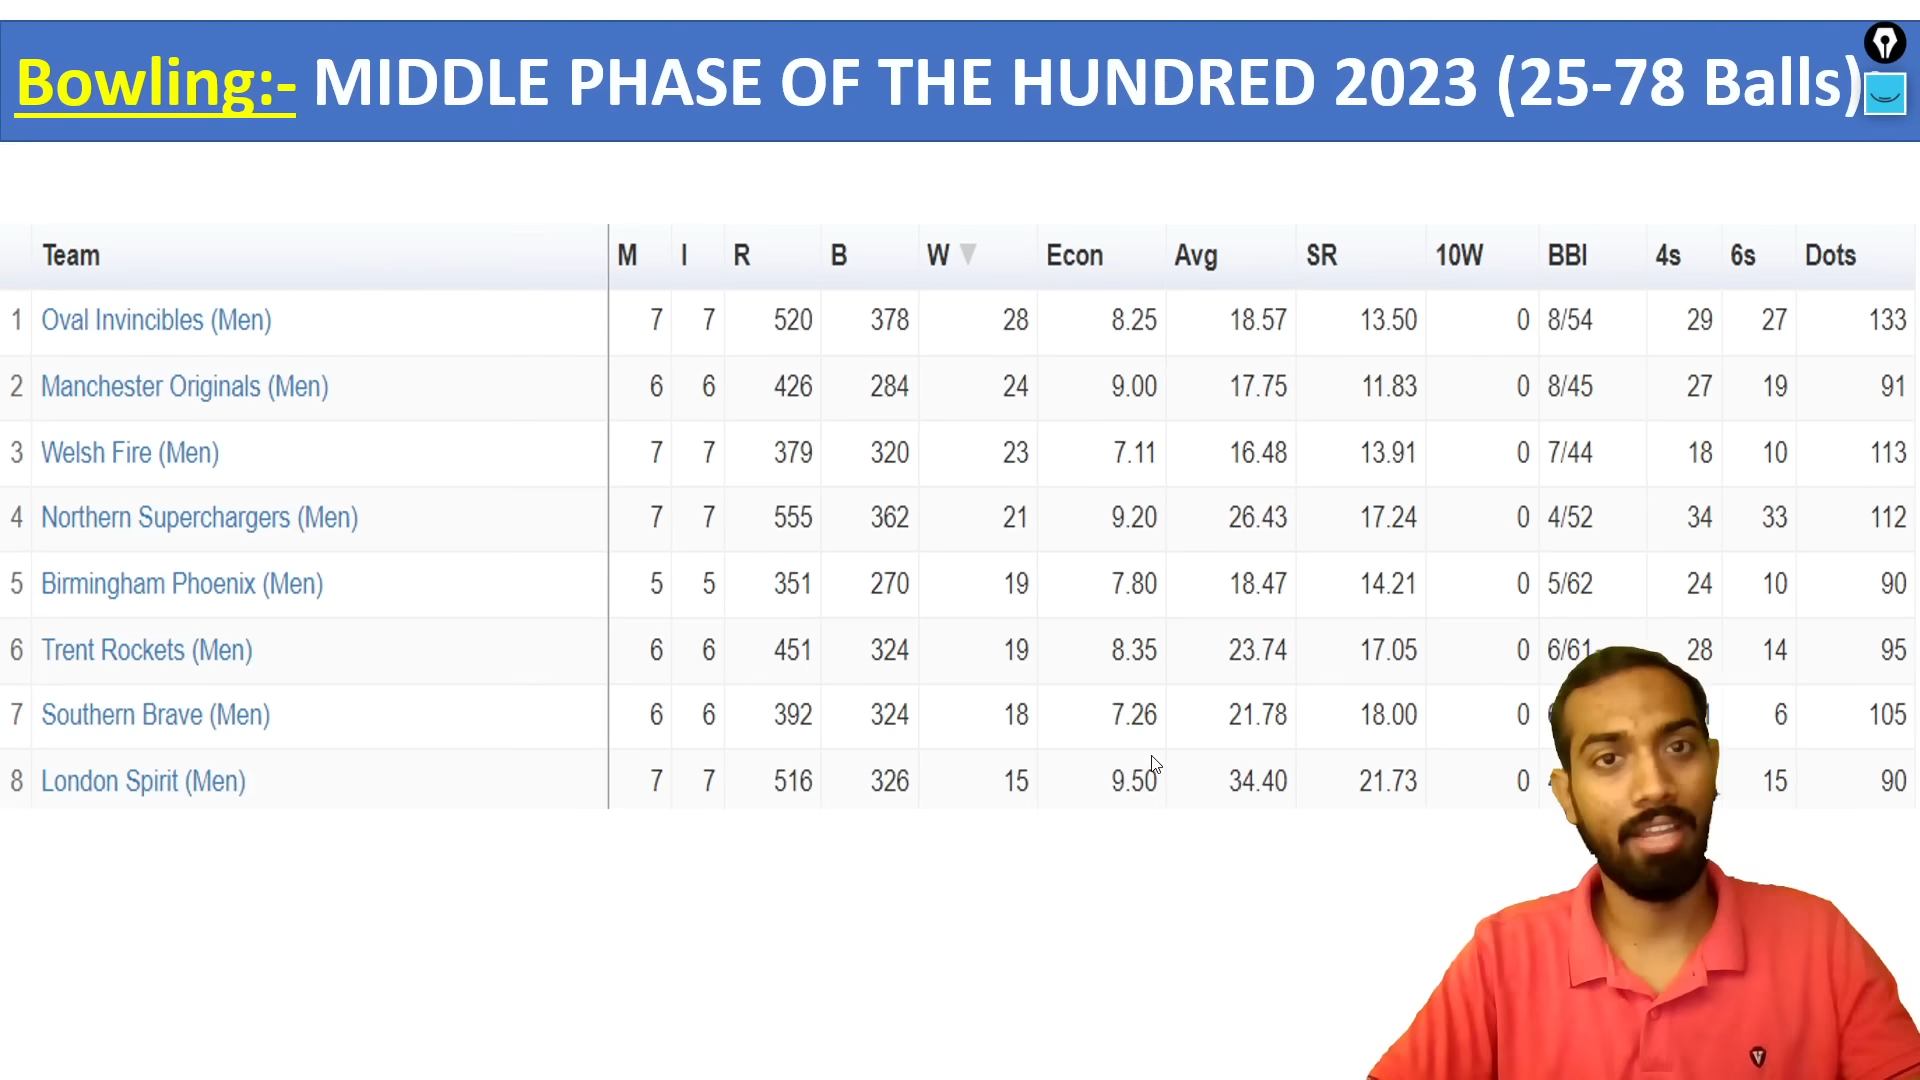 Bowling:- MIDDLE PHASE OF THE HUNDRED 2023 (25-78 Balls)
Team M I R B W Econ Avg SR 10W BBI 4s 6s Dots
1 Oval Invincibles (Men) 7 7 520 378 28 8.25 18.57 13.50 0 8/54 29 27 133
2 Manchester Originals (Men) 6 6 426 284 24 9.00 17.75 11.83 0 8/45 27 19 91
3 Welsh Fire (Men) 7 7 379 320 23 7.11 16.48 13.91 0 7/44 18 10 113
4 Northern Superchargers (Men) 7 7 555 362 21 9.20 26.43 17.24 0 4/52 34 33 112
5 Birmingham Phoenix (Men) 5 5 351 270 19 7.80 18.47 14.21 0 5/62 24 10 90
6 Trent Rockets (Men) 6 6 451 324 19 8.35 23.74 17.05 0 6/61 28 14 95
7 Southern Brave (Men) 6 6 392 324 18 7.26 21.78 18.00 0 6 105
8 London Spirit (Men) 7 7 516 326 15 9.50 34.40 21.73 0 15 90